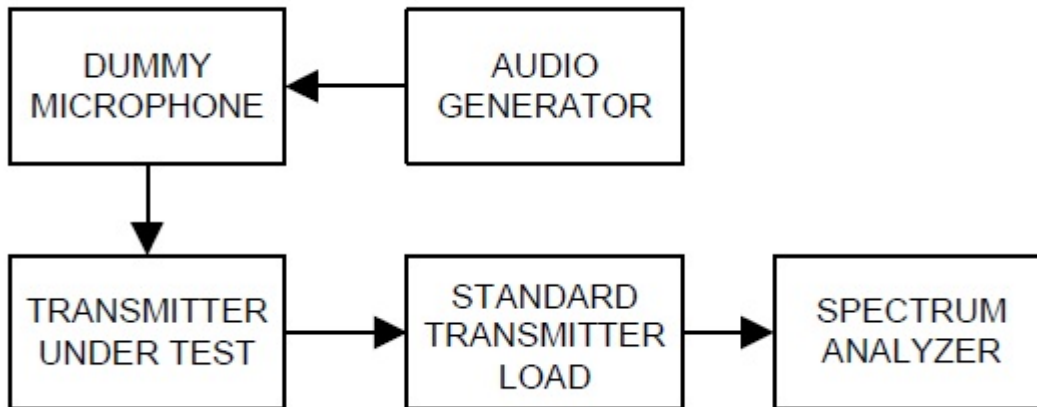 DUMMY
MICROPHONE
AUDIO
GENERATOR
TRANSMITTER
UNDER TEST
STANDARD
TRANSMITTER
LOAD
SPECTRUM
ANALYZER